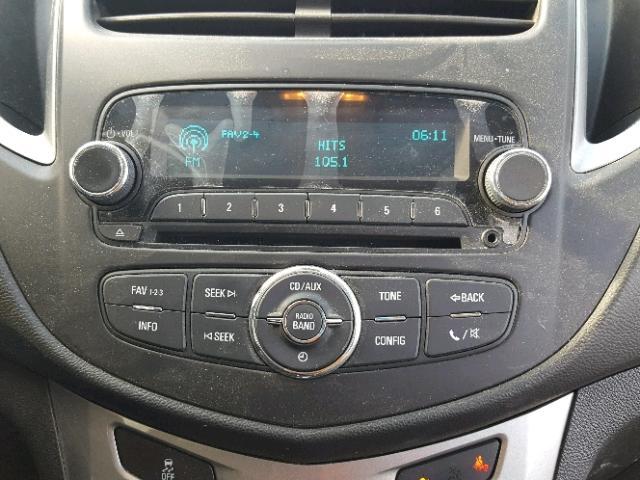 VOL
FAV2-4
06:11
HITS
MENU-TUNE
FM
105.1
1 2 3 4 5 6
FAV 1-2-3
SEEK
CD/AUX
TONE
BACK
RADIO
BAND
INFO
SEEK
CONFIG
OFF